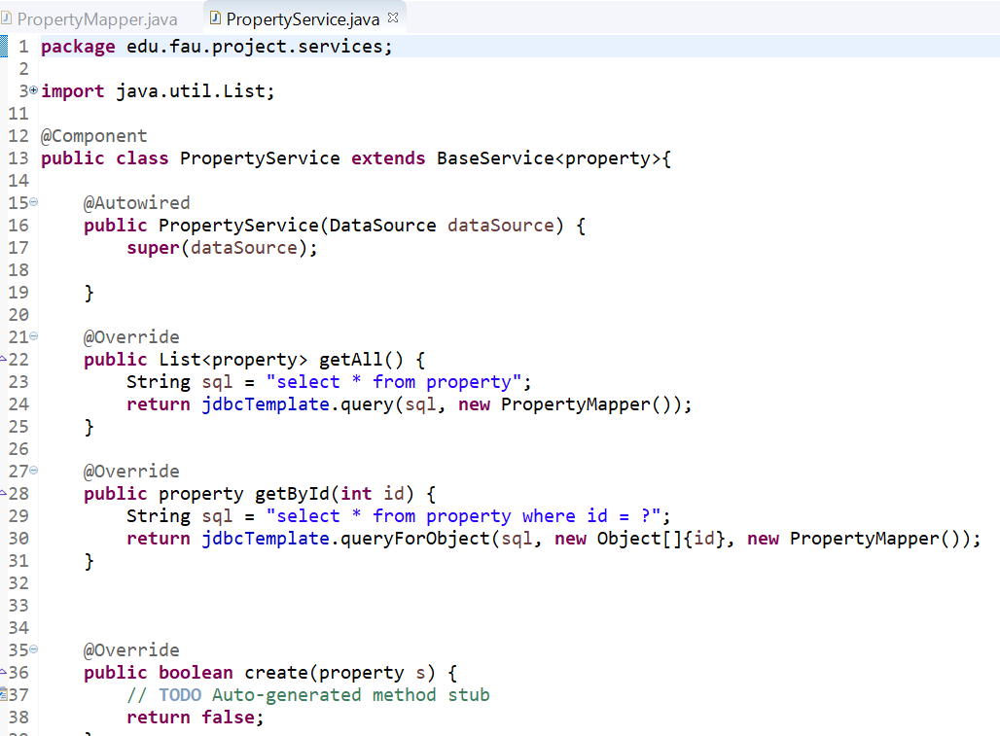 PropertyMapper.java PropertyService.java
1 package edu.fau.project.services;
2
3 import java.util.List;
11
12 @Component
13 public class PropertyService extends BaseService<property>{
14
15 @Autowired
16 public PropertyService(DataSource dataSource) {
17 super(dataSource);
18
19 }
20
21 @Override
22 public List<property> getAll() {
23 String sql = "select * from property";
24 return jdbcTemplate.query(sql, new PropertyMapper());
25 }
26
27 @Override
28 public property getById(int id) {
29 String sql = "select * from property where id = ?";
30 return jdbcTemplate.queryForObject(sql, new Object[]{id}, new PropertyMapper());
31 }
32
33
34
35 @Override
36 public boolean create(property s) {
37 // TODO Auto-generated method stub
38 return false;